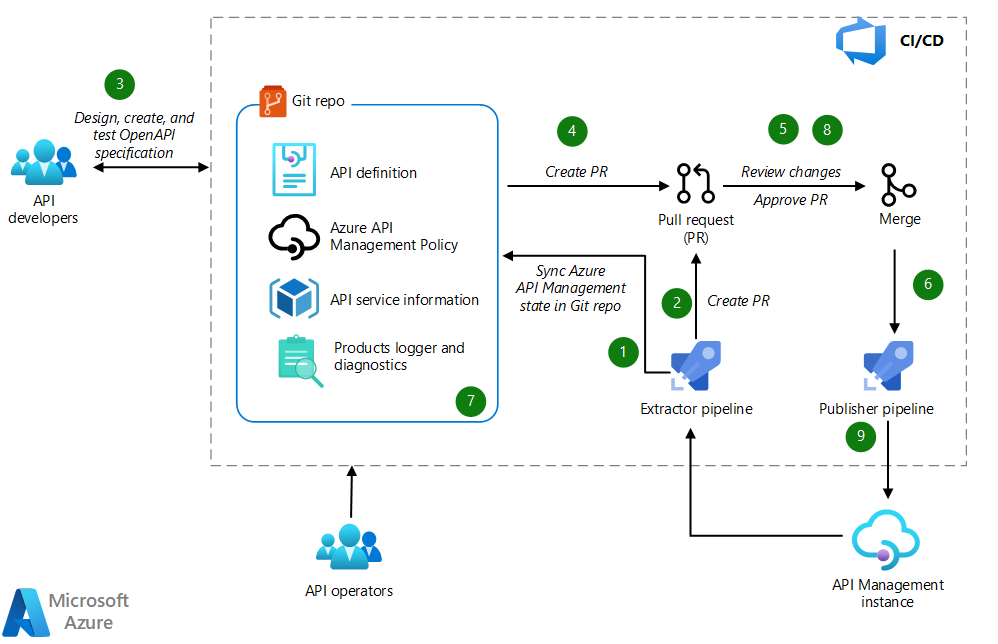 CI/CD
3
Design, create, and
test OpenAPI
specification
API
developers
Git repo
API definition
Azure API
Management Policy
API service information
Products logger and
diagnostics
7
4
Create PR
Pull request
(PR)
5
8
Review changes
Approve PR
Merge
Sync Azure
API Management
state in Git repo
2
Create PR
1
Extractor pipeline
6
Publisher pipeline
9
API Management
instance
API operators
Microsoft
Azure